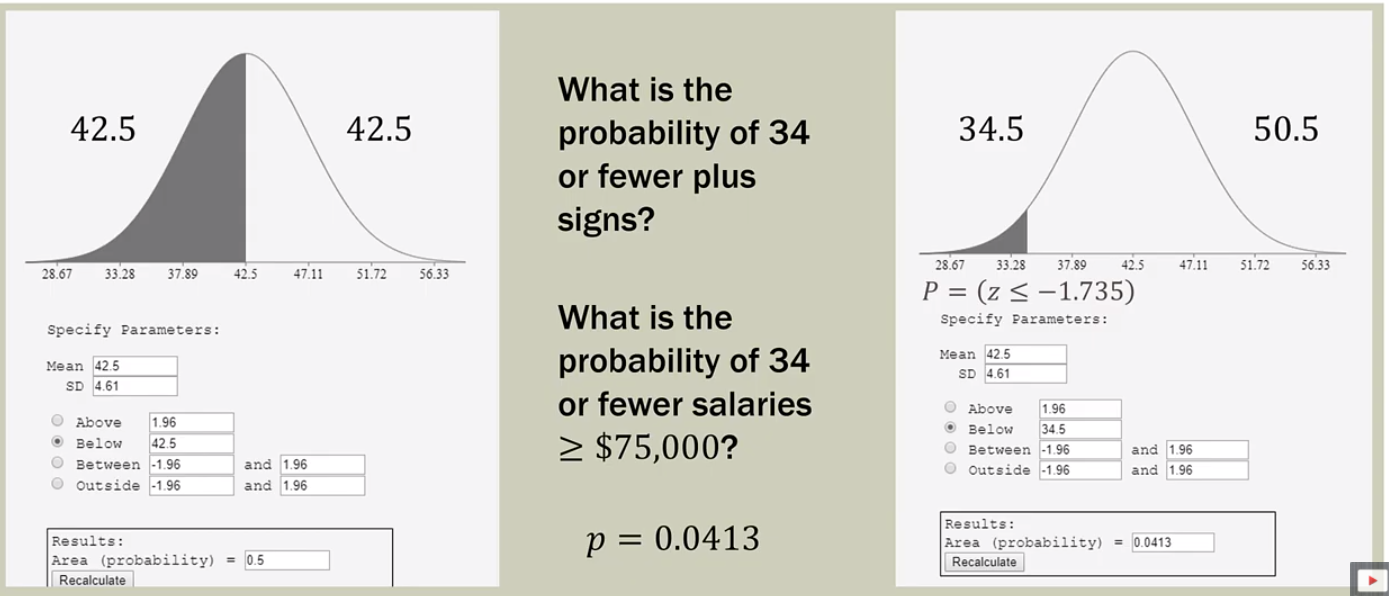 42.5 42.5
28.67 33.28 37.89 42.5 47.11 51.72 56.33
Specify Parameters:
Mean 42.5
SD 4.61
Above 1.96
Below 42.5
Between -1.96 and 1.96
Outside -1.96 and 1.96
Results:
Area (probability) = 0.5
Recalculate
What is the
probability of 34
or fewer plus
signs?
What is the
probability of 34
or fewer salaries
≥ $75,000?
p = 0.0413
34.5 50.5
28.67 33.28 37.89 42.5 47.11 51.72 56.33
P = (z ≤ −1.735)
Specify Parameters:
Mean 42.5
SD 4.61
Above 1.96
Below 34.5
Between -1.96 and 1.96
Outside -1.96 and 1.96
Results:
Area (probability) = 0.0413
Recalculate